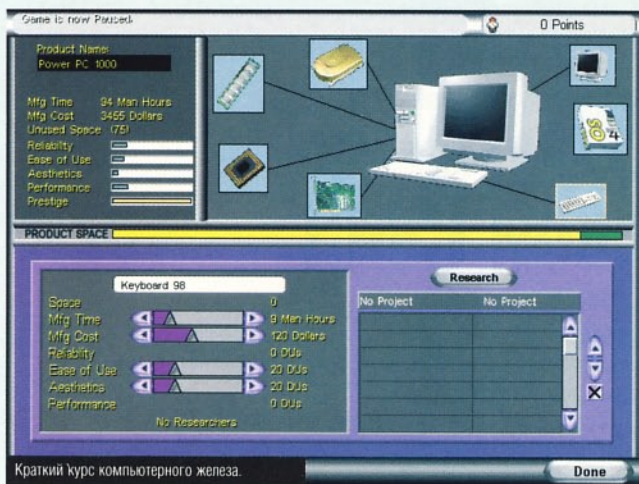 Game is now Paused.
0 Points
Product Name:
Power PC 1000
Mfg Time 94 Man Hours
Mfg Cost 3455 Dollars
Unused Space (75)
Reliability
Ease of Use
Aesthetics
Performance
Prestige
OS 4
PRODUCT SPACE
Keyboard 98
Space 0
Mfg Time 9 Man Hours
Mfg Cost 120 Dollars
Reliability 0 DUs
Ease of Use 20 DUs
Aesthetics 20 DUs
Performance 0 DUs
No Researchers
Research
No Project No Project
Краткий курс компьютерного железа.
Done